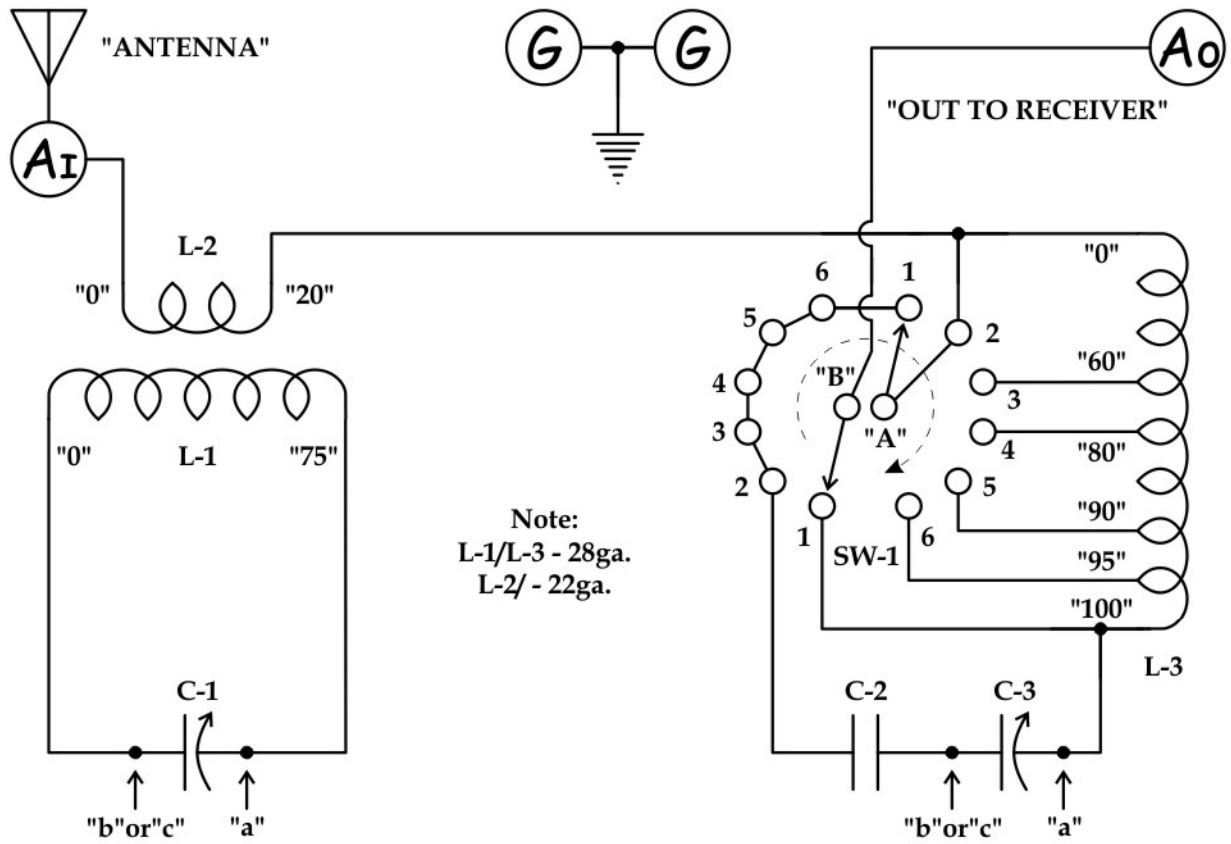 "ANTENNA"
G G
Ao
"OUT TO RECEIVER"
AI
L-2
"0" "20"
"0" L-1 "75"
6 1
5 2
4 3
3 4
2 5
1 6
"B"
"A"
SW-1
"0"
"60"
"80"
"90"
"95"
"100"
L-3
Note:
L-1/L-3 - 28ga.
L-2/ - 22ga.
C-1
"b"or"c" "a"
C-2 C-3
"b"or"c" "a"